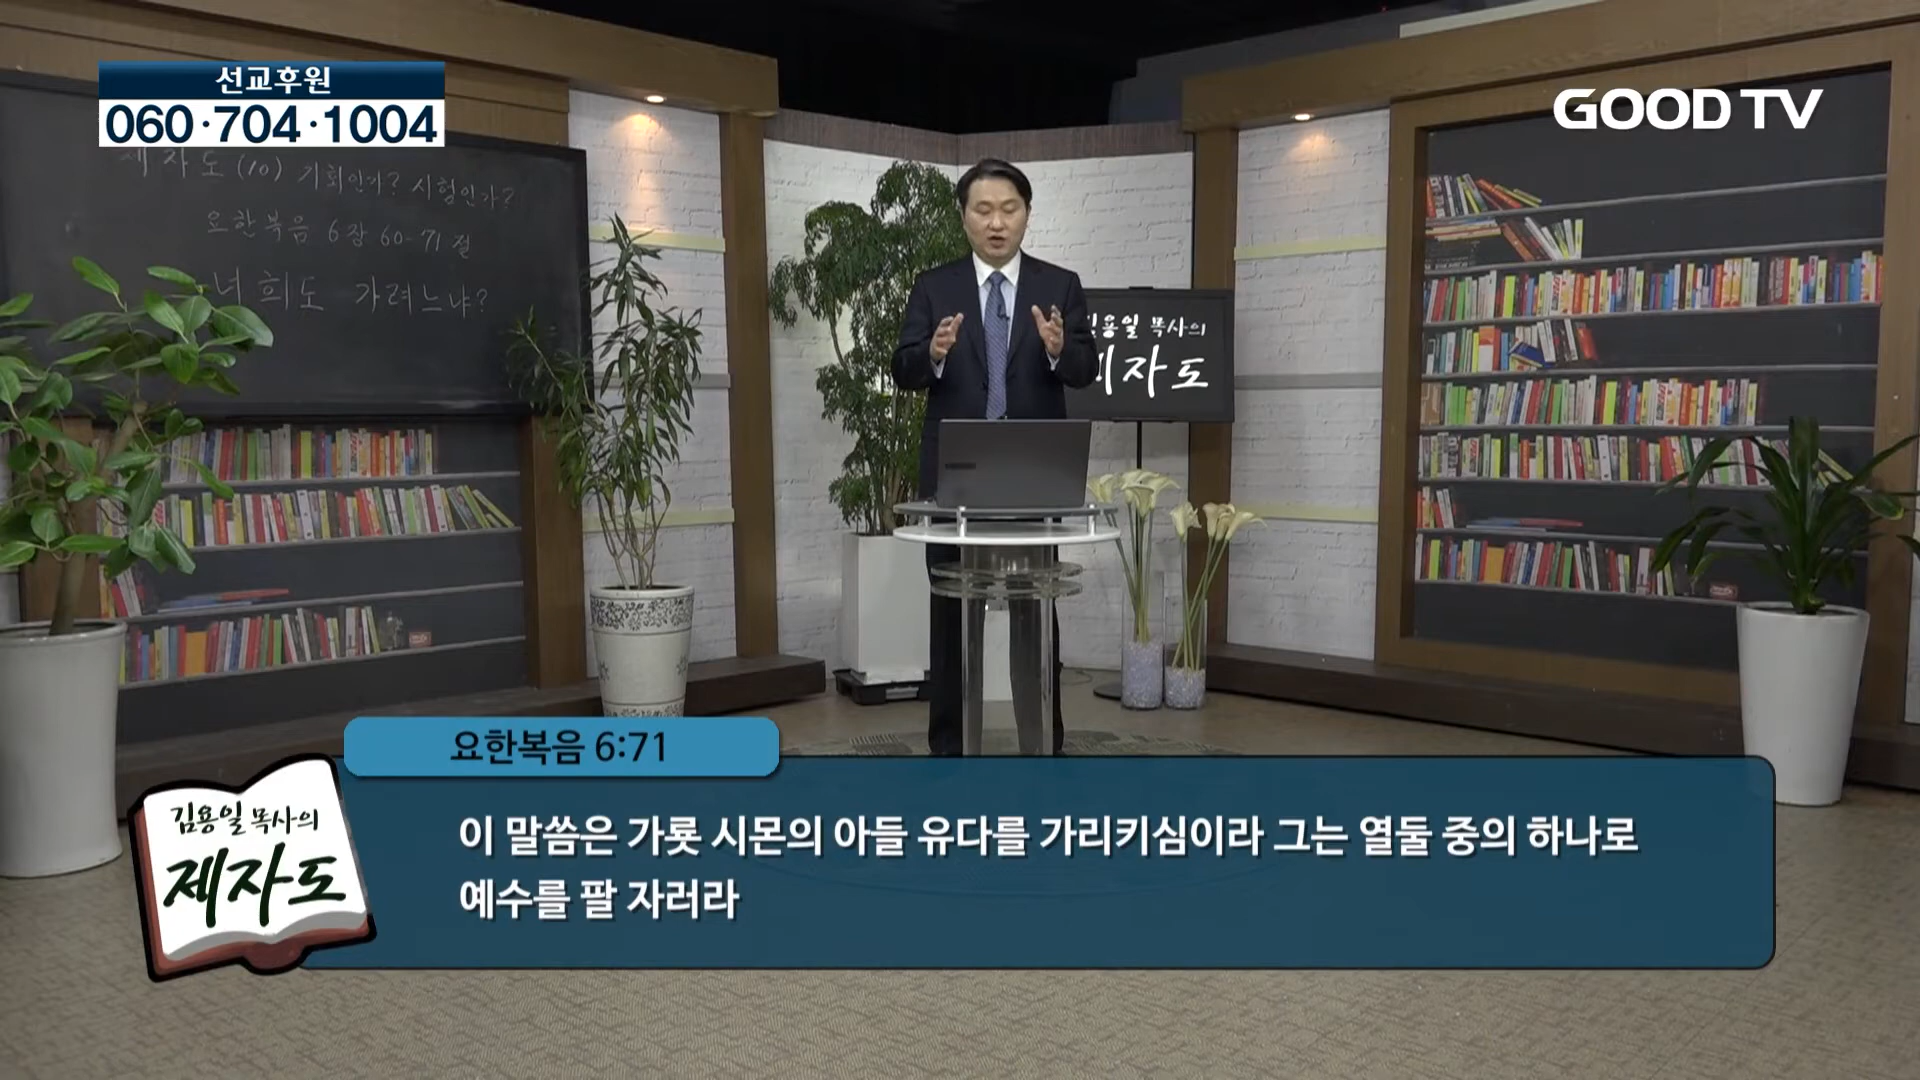 선교후원
060·704·1004
GOOD TV
제자도 (10) 기회인가? 시험인가?
요한복음 6장 60-71절
너희도 가려느냐?
김용일 목사의
제자도
요한복음 6:71
김용일 목사의
제자도
이 말씀은 가룟 시몬의 아들 유다를 가리키심이라 그는 열둘 중의 하나로
예수를 팔 자러라